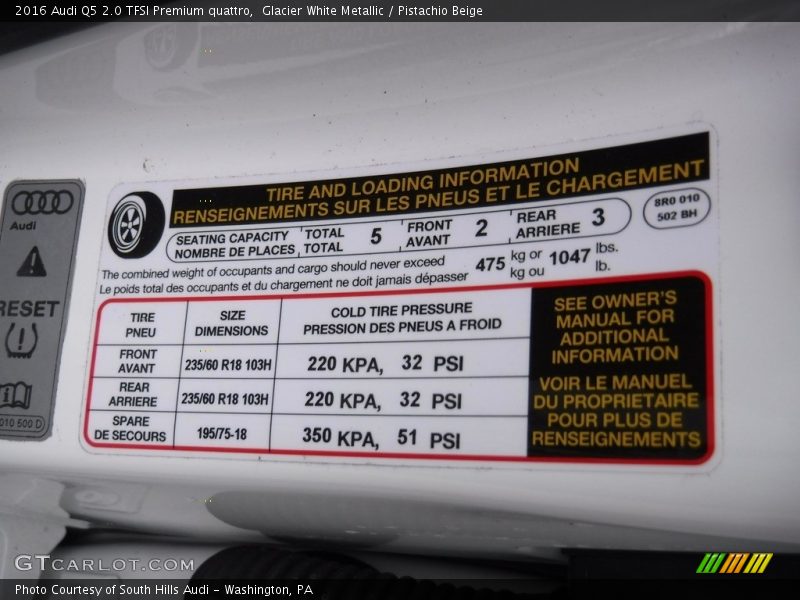 2016 Audi Q5 2.0 TFSI Premium quattro,  Glacier White Metallic / Pistachio Beige
TIRE AND LOADING INFORMATION
RENSEIGNEMENTS SUR LES PNEUS ET LE CHARGEMENT
8R0 010
502 BH
SEATING CAPACITY TOTAL 5 FRONT 2 REAR 3
NOMBRE DE PLACES TOTAL AVANT ARRIERE
The combined weight of occupants and cargo should never exceed 475 kg or 1047 lbs.
Le poids total des occupants et du chargement ne doit jamais dépasser kg ou lb.
TIRE SIZE COLD TIRE PRESSURE
PNEU DIMENSIONS PRESSION DES PNEUS A FROID
FRONT
AVANT 235/60 R18 103H 220 KPA, 32 PSI
REAR
ARRIERE 235/60 R18 103H 220 KPA, 32 PSI
SPARE
DE SECOURS 195/75-18 350 KPA, 51 PSI
SEE OWNER'S
MANUAL FOR
ADDITIONAL
INFORMATION
VOIR LE MANUEL
DU PROPRIETAIRE
POUR PLUS DE
RENSEIGNEMENTS
Audi
RESET
010 500 D
GTCARLOT.COM
Photo Courtesy of South Hills Audi - Washington, PA